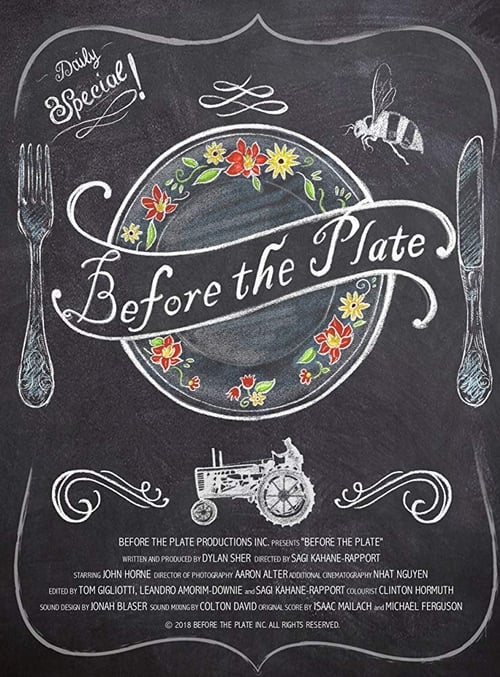 Daily
Special!
Before the Plate
BEFORE THE PLATE PRODUCTIONS INC. PRESENTS "BEFORE THE PLATE"
WRITTEN AND PRODUCED BY DYLAN SHER DIRECTED BY SAGI KAHANE-RAPPORT
STARRING JOHN HORNE DIRECTOR OF PHOTOGRAPHY AARON ALTER ADDITIONAL CINEMATOGRAPHY NHAT NGUYEN
EDITED BY TOM GIGLIOTTI, LEANDRO AMORIM-DOWNIE and SAGI KAHANE-RAPPORT COLOURIST CLINTON HORMUTH
SOUND DESIGN BY JONAH BLASER SOUND MIXING BY COLTON DAVID ORIGINAL SCORE BY ISAAC MAILACH and MICHAEL FERGUSON
© 2018 BEFORE THE PLATE INC. ALL RIGHTS RESERVED.